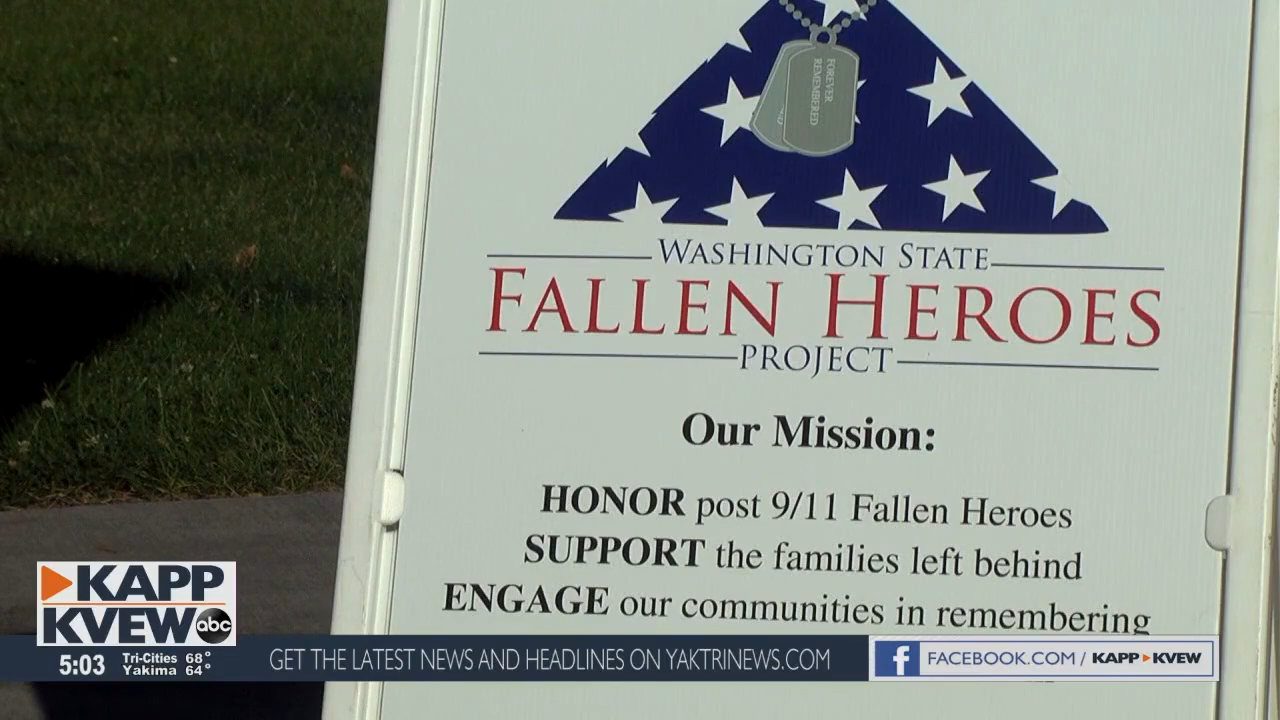 FOREVER
REMEMBERED
WASHINGTON STATE
FALLEN HEROES
PROJECT
Our Mission:
HONOR post 9/11 Fallen Heroes
SUPPORT the families left behind
ENGAGE our communities in remembering
KAPP
KVEW abc
5:03 Tri-Cities 68°
Yakima 64°
GET THE LATEST NEWS AND HEADLINES ON YAKTRINEWS.COM
f FACEBOOK.COM / KAPP KVEW